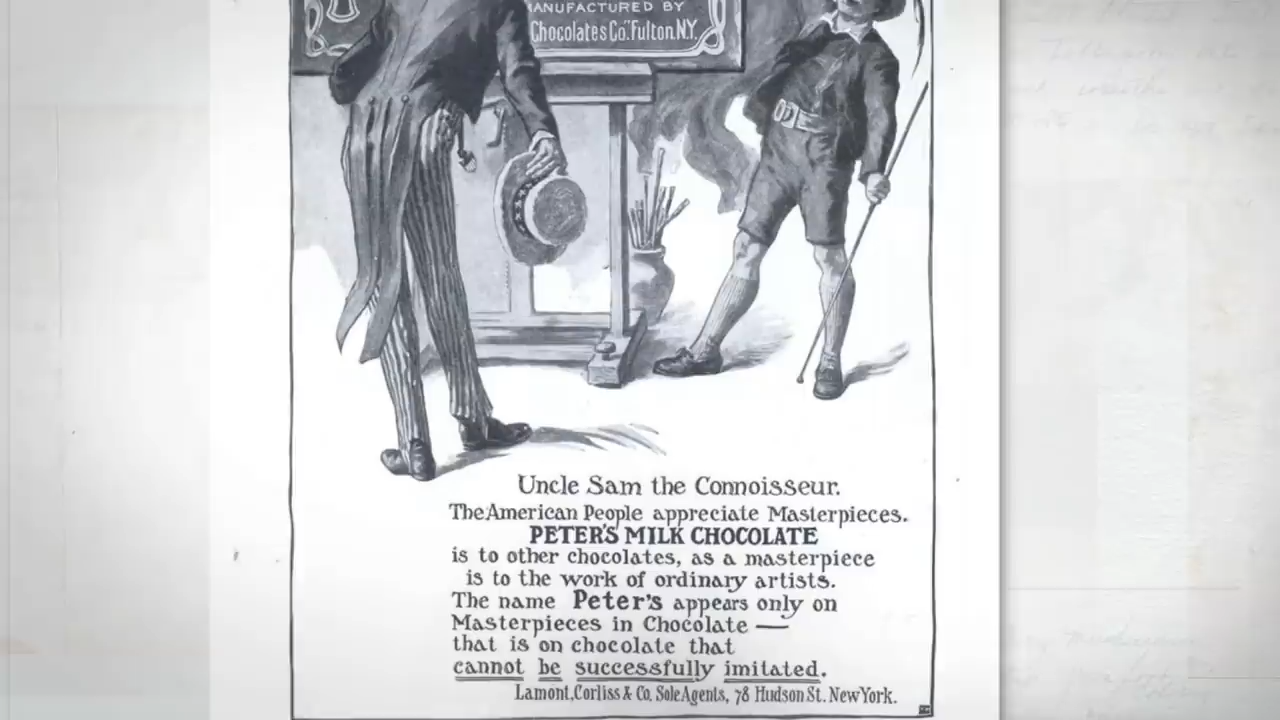 MANUFACTURED BY
Chocolates Co." Fulton. N.Y.
Uncle Sam the Connoisseur.
The American People appreciate Masterpieces.
PETER'S MILK CHOCOLATE
is to other chocolates, as a masterpiece
is to the work of ordinary artists.
The name Peter's appears only on
Masterpieces in Chocolate —
that is on chocolate that
cannot be successfully imitated.
Lamont, Corliss & Co. Sole Agents, 78 Hudson St. New York.